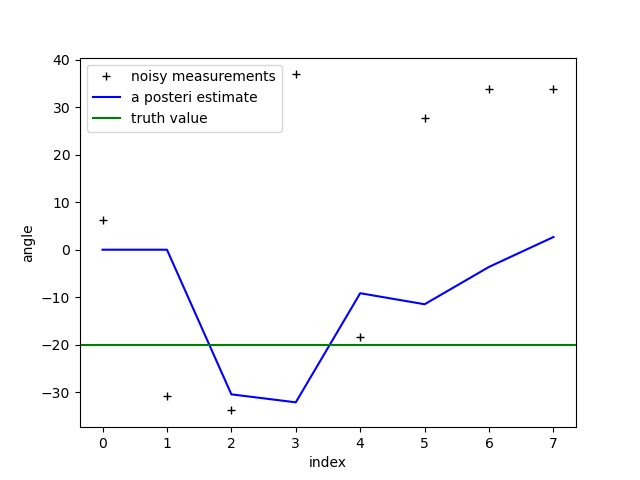 40
30
20
10
0
−10
−20
−30
angle
noisy measurements
a posteri estimate
truth value
0 1 2 3 4 5 6 7
index